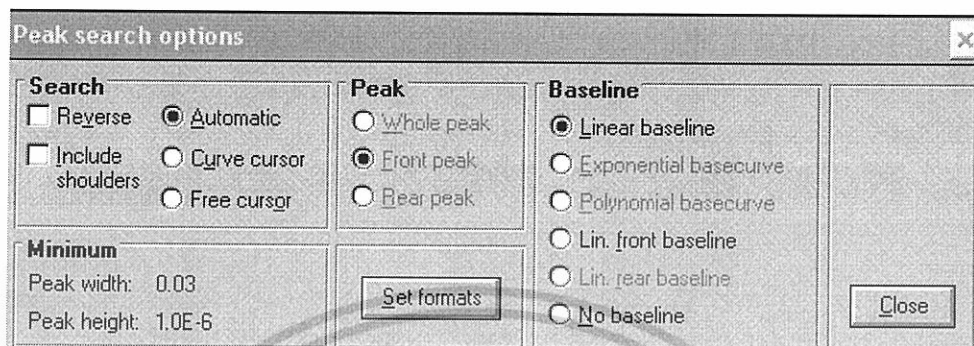 Peak search options
Search
Reverse
Automatic
Include shoulders
Curve cursor
Free cursor
Peak
Whole peak
Front peak
Rear peak
Baseline
Linear baseline
Exponential basecurve
Polynomial basecurve
Lin. front baseline
Lin. rear baseline
No baseline
Minimum
Peak width: 0.03
Peak height: 1.0E-6
Set formats
Close